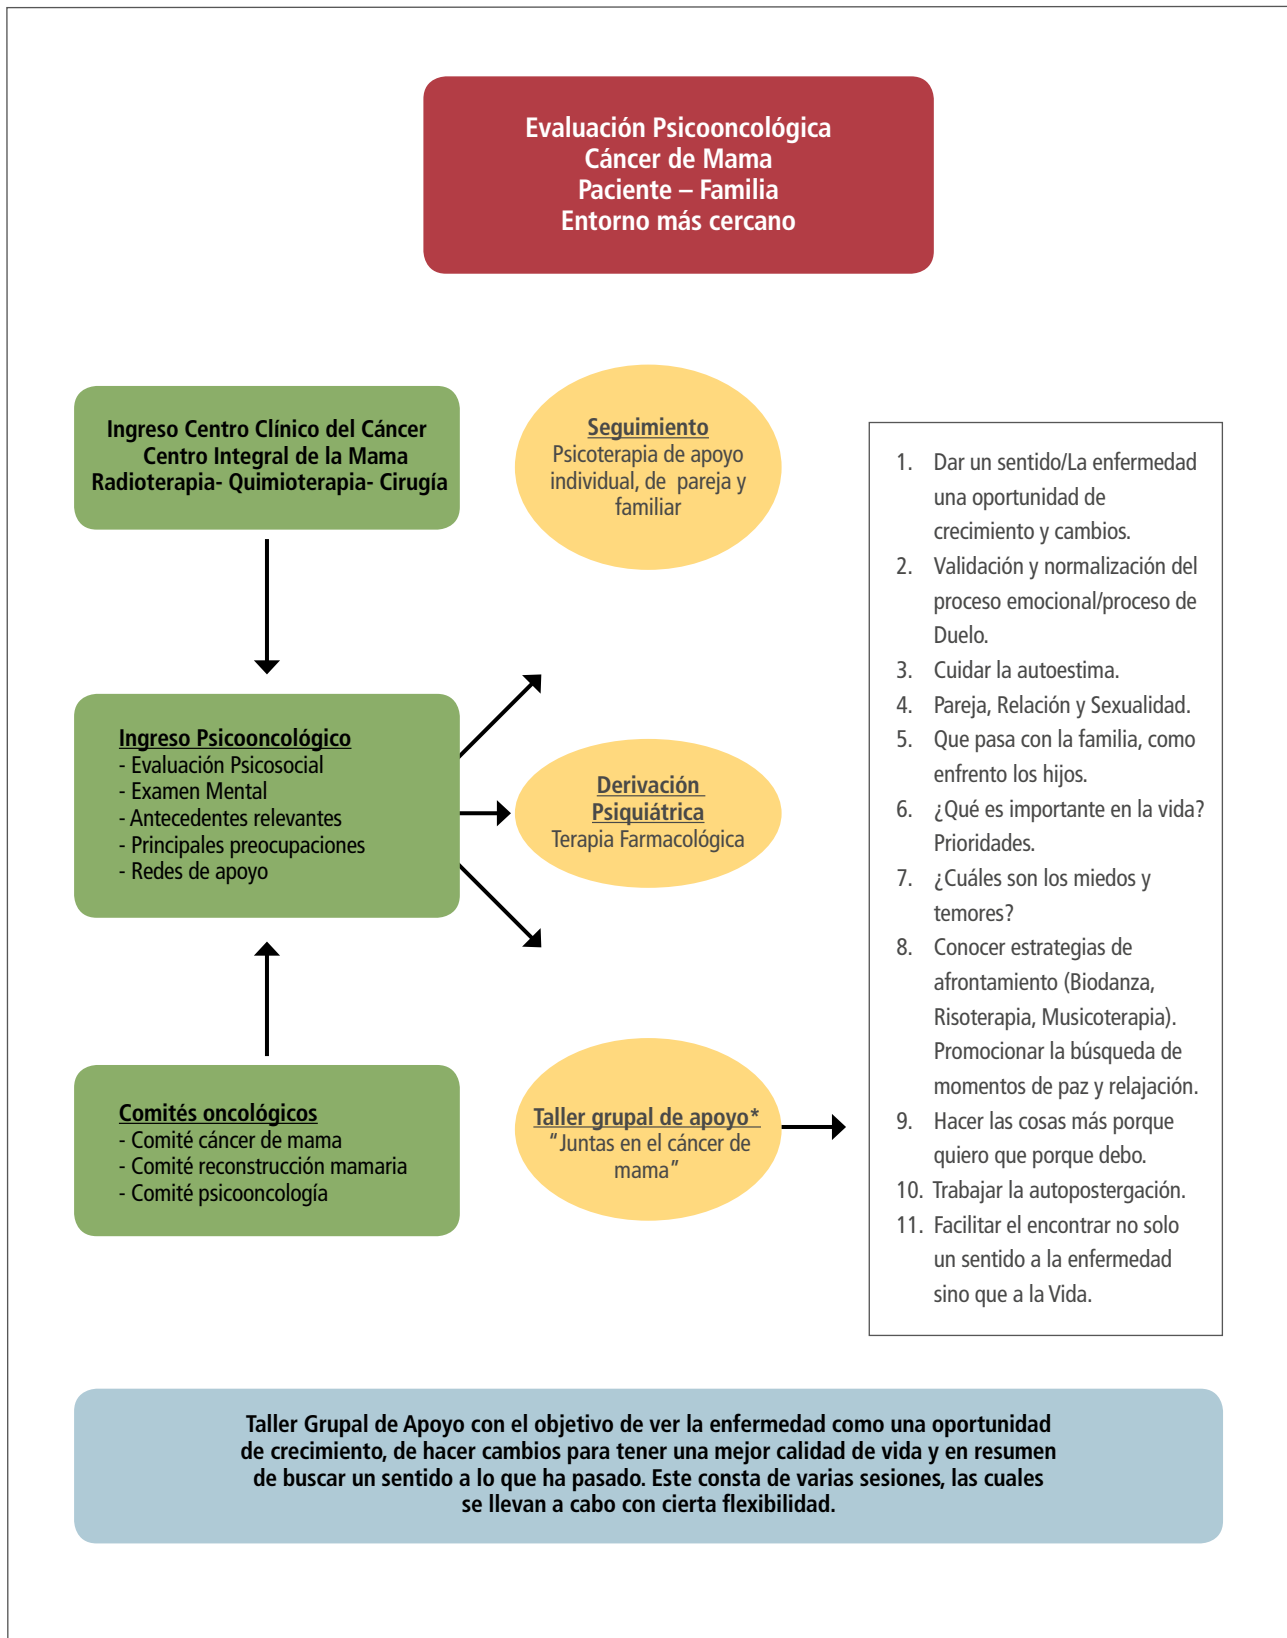 Evaluación Psicooncológica
Cáncer de Mama
Paciente – Familia
Entorno más cercano
Ingreso Centro Clínico del Cáncer
Centro Integral de la Mama
Radioterapia- Quimioterapia- Cirugía
Seguimiento
Psicoterapia de apoyo
individual, de pareja y
familiar
Ingreso Psicooncológico
- Evaluación Psicosocial
- Examen Mental
- Antecedentes relevantes
- Principales preocupaciones
- Redes de apoyo
Derivación
Psiquiátrica
Terapia Farmacológica
Comités oncológicos
- Comité cáncer de mama
- Comité reconstrucción mamaria
- Comité psicooncología
Taller grupal de apoyo*
"Juntas en el cáncer de
mama"
1. Dar un sentido/La enfermedad
una oportunidad de
crecimiento y cambios.
2. Validación y normalización del
proceso emocional/proceso de
Duelo.
3. Cuidar la autoestima.
4. Pareja, Relación y Sexualidad.
5. Que pasa con la familia, como
enfrento los hijos.
6. ¿Qué es importante en la vida?
Prioridades.
7. ¿Cuáles son los miedos y
temores?
8. Conocer estrategias de
afrontamiento (Biodanza,
Risoterapia, Musicoterapia).
Promocionar la búsqueda de
momentos de paz y relajación.
9. Hacer las cosas más porque
quiero que porque debo.
10. Trabajar la autopostergación.
11. Facilitar el encontrar no solo
un sentido a la enfermedad
sino que a la Vida.
Taller Grupal de Apoyo con el objetivo de ver la enfermedad como una oportunidad
de crecimiento, de hacer cambios para tener una mejor calidad de vida y en resumen
de buscar un sentido a lo que ha pasado. Este consta de varias sesiones, las cuales
se llevan a cabo con cierta flexibilidad.